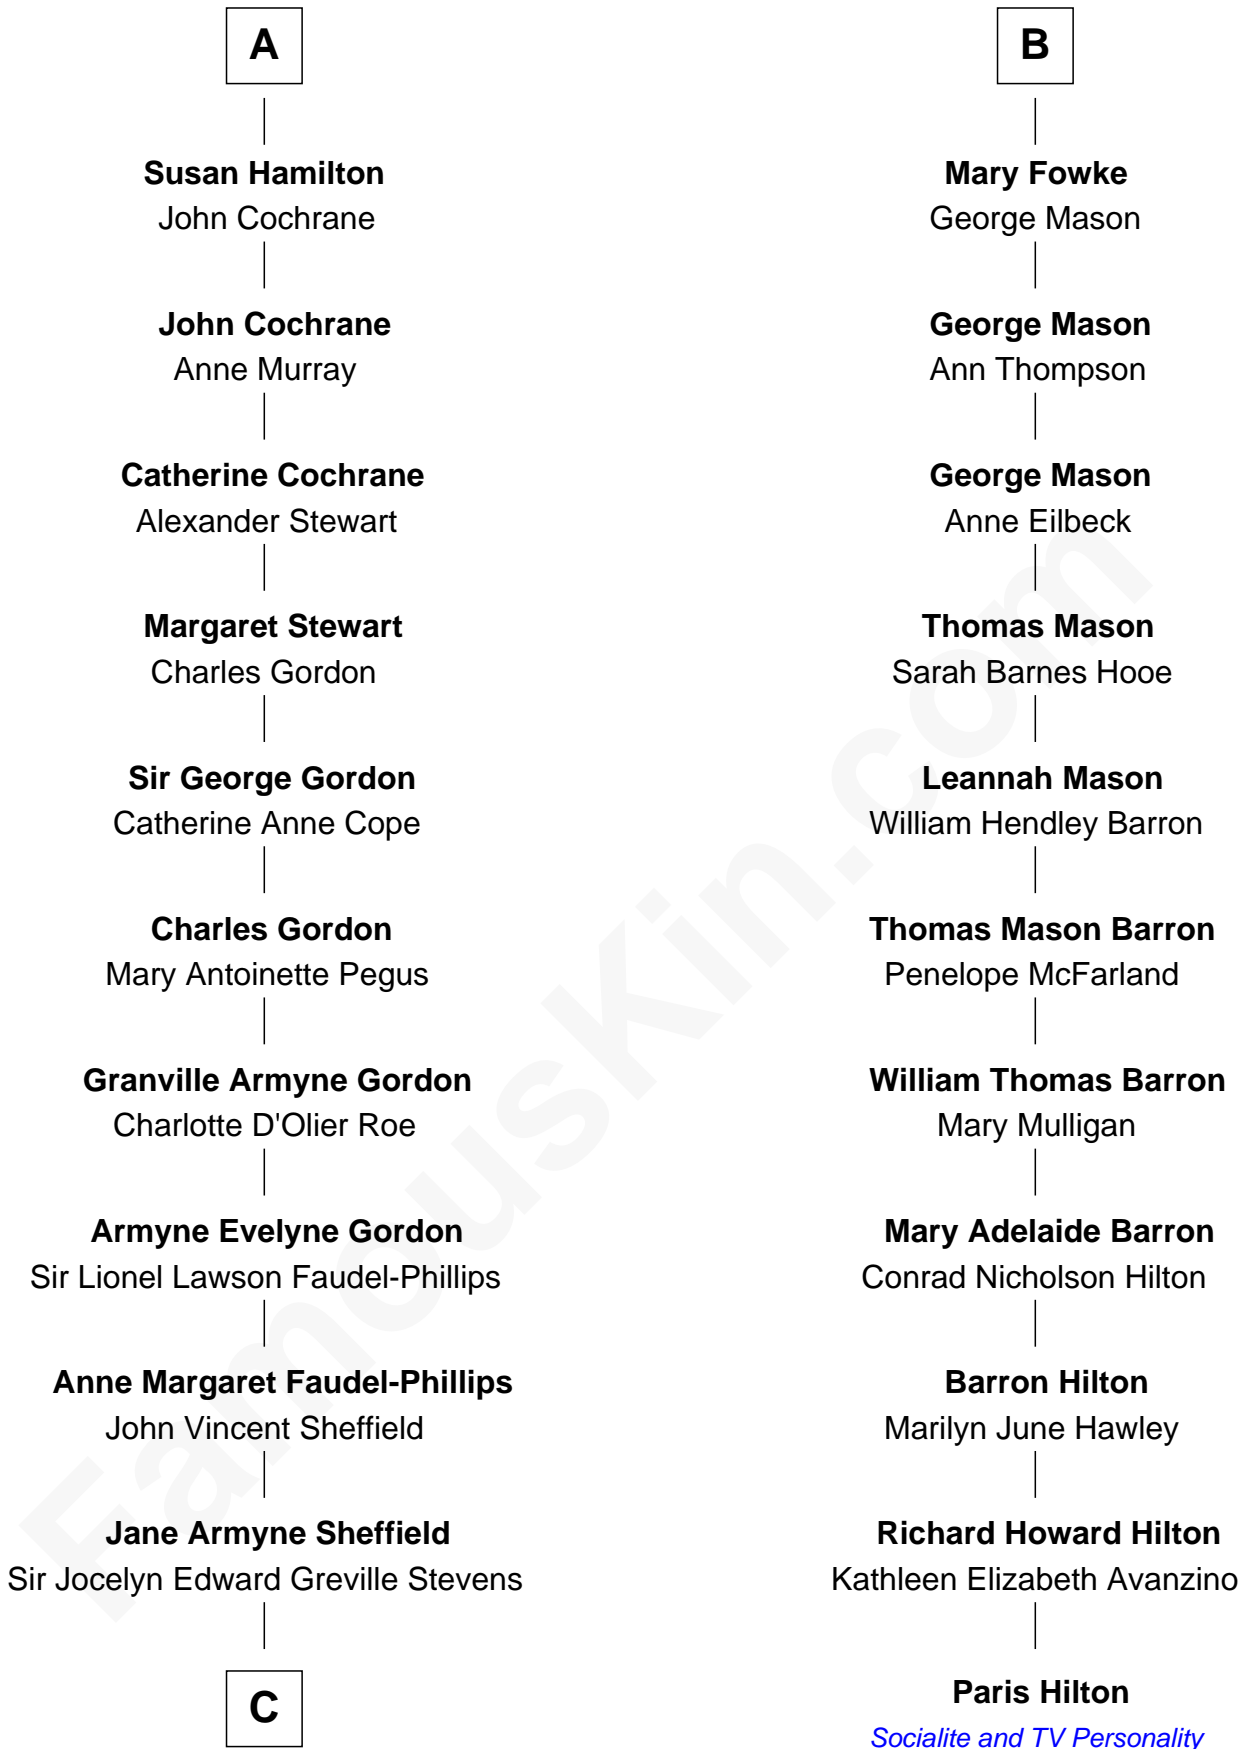 A
Susan Hamilton
John Cochrane
John Cochrane
Anne Murray
Catherine Cochrane
Alexander Stewart
Margaret Stewart
Charles Gordon
Sir George Gordon
Catherine Anne Cope
Charles Gordon
Mary Antoinette Pegus
Granville Armyne Gordon
Charlotte D'Olier Roe
Armyne Evelyne Gordon
Sir Lionel Lawson Faudel-Phillips
Anne Margaret Faudel-Phillips
John Vincent Sheffield
Jane Armyne Sheffield
Sir Jocelyn Edward Greville Stevens
C
B
Mary Fowke
George Mason
George Mason
Ann Thompson
George Mason
Anne Eilbeck
Thomas Mason
Sarah Barnes Hooe
Leannah Mason
William Hendley Barron
Thomas Mason Barron
Penelope McFarland
William Thomas Barron
Mary Mulligan
Mary Adelaide Barron
Conrad Nicholson Hilton
Barron Hilton
Marilyn June Hawley
Richard Howard Hilton
Kathleen Elizabeth Avanzino
Paris Hilton
Socialite and TV Personality
FamousKin.com